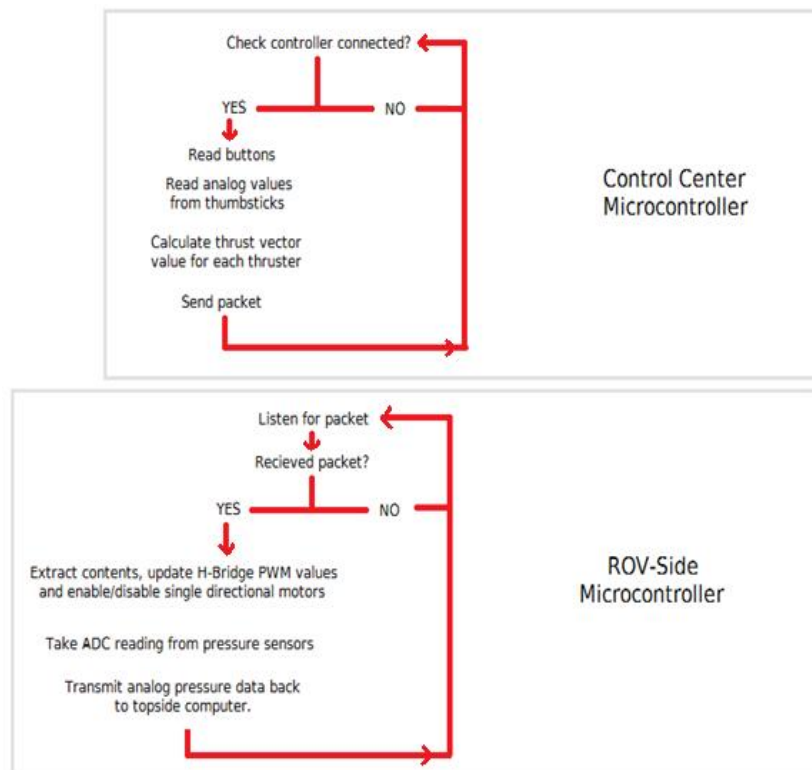 Check controller connected?
YES
NO
Read buttons
Read analog values
from thumbsticks
Calculate thrust vector
value for each thruster
Send packet
Control Center
Microcontroller
Listen for packet
Recieved packet?
YES
NO
Extract contents, update H-Bridge PWM values
and enable/disable single directional motors
Take ADC reading from pressure sensors
Transmit analog pressure data back
to topside computer.
ROV-Side
Microcontroller